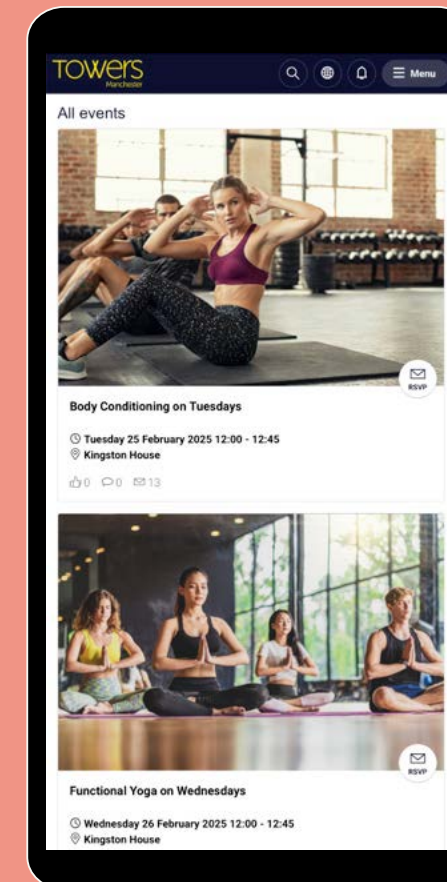 TOWERS
Manchester
Menu
All events
RSVP
Body Conditioning on Tuesdays
Tuesday 25 February 2025 12:00 - 12:45
Kingston House
0 0 13
RSVP
Functional Yoga on Wednesdays
Wednesday 26 February 2025 12:00 - 12:45
Kingston House